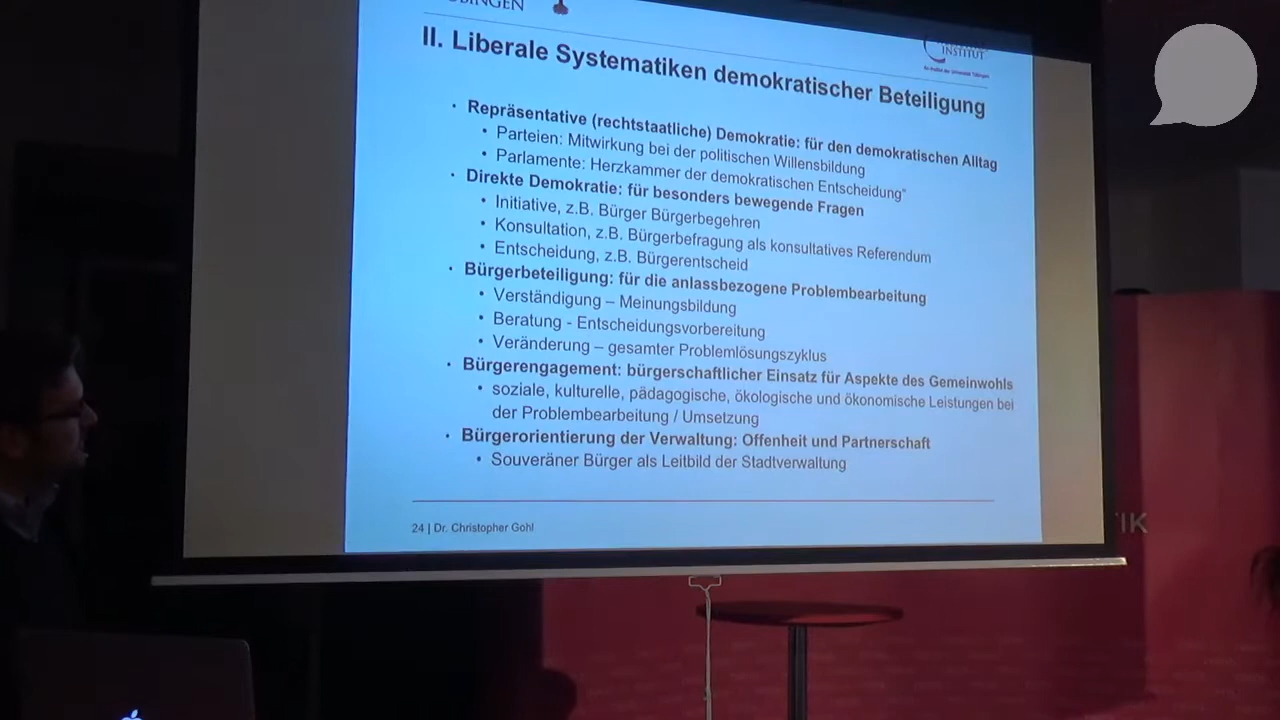 II. Liberale Systematiken demokratischer Beteiligung
INSTITUT
• Repräsentative (rechtstaatliche) Demokratie: für den demokratischen Alltag
• Parteien: Mitwirkung bei der politischen Willensbildung
• Parlamente: Herzkammer der demokratischen Entscheidung“
• Direkte Demokratie: für besonders bewegende Fragen
• Initiative, z.B. Bürger Bürgerbegehren
• Konsultation, z.B. Bürgerbefragung als konsultatives Referendum
• Entscheidung, z.B. Bürgerentscheid
• Bürgerbeteiligung: für die anlassbezogene Problembearbeitung
• Verständigung – Meinungsbildung
• Beratung - Entscheidungsvorbereitung
• Veränderung – gesamter Problemlösungszyklus
• Bürgerengagement: bürgerschaftlicher Einsatz für Aspekte des Gemeinwohls
• soziale, kulturelle, pädagogische, ökologische und ökonomische Leistungen bei
der Problembearbeitung / Umsetzung
• Bürgerorientierung der Verwaltung: Offenheit und Partnerschaft
• Souveräner Bürger als Leitbild der Stadtverwaltung
24 | Dr. Christopher Gohl
IK